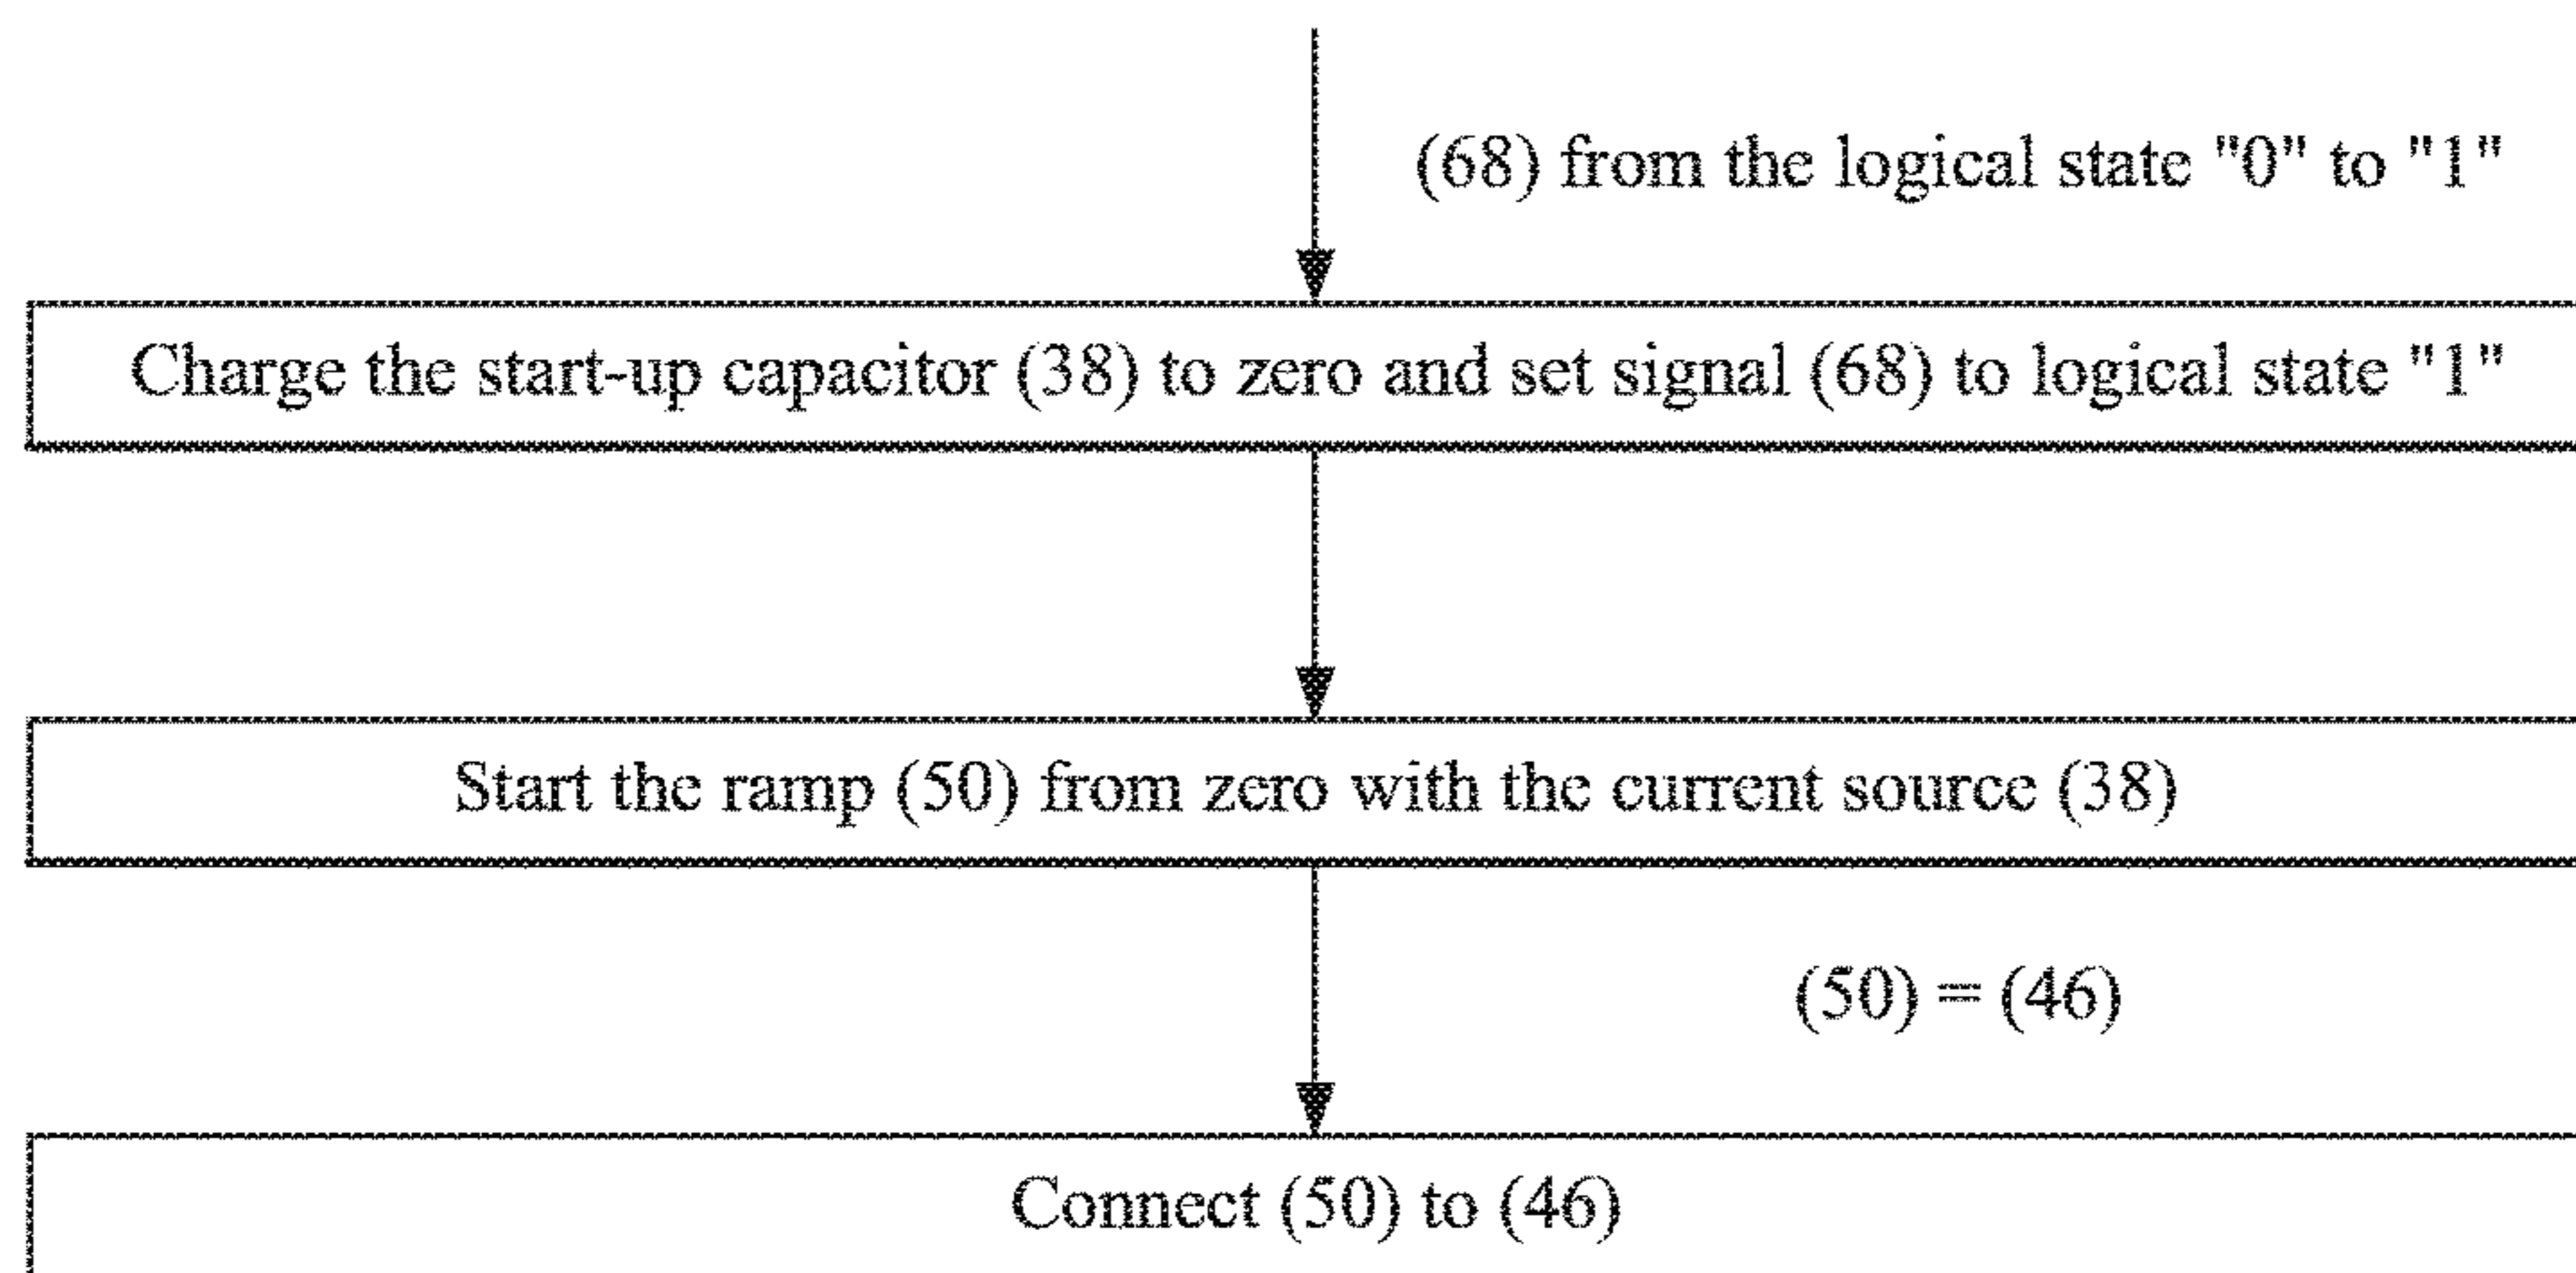 (68) from the logical state "0" to "1"
Charge the start-up capacitor (38) to zero and set signal (68) to logical state "1"
Start the ramp (50) from zero with the current source (38)
(50) = (46)
Connect (50) to (46)